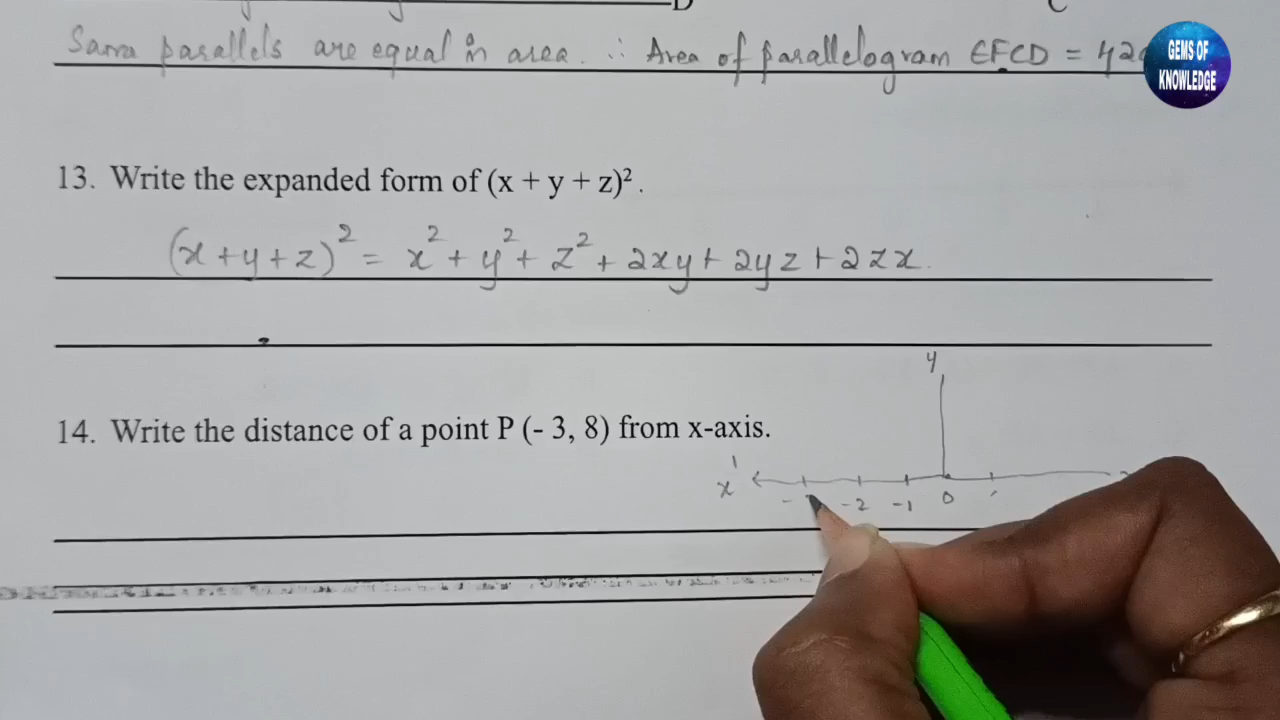 D C
Same parallels are equal in area. ∴ Area of parallelogram EFCD = 42
GEMS OF
KNOWLEDGE
13. Write the expanded form of (x + y + z)².
(x+y+z)² = x² + y² + z² + 2xy + 2yz + 2zx.
y
14. Write the distance of a point P (- 3, 8) from x-axis.
x'
-2 -1 0